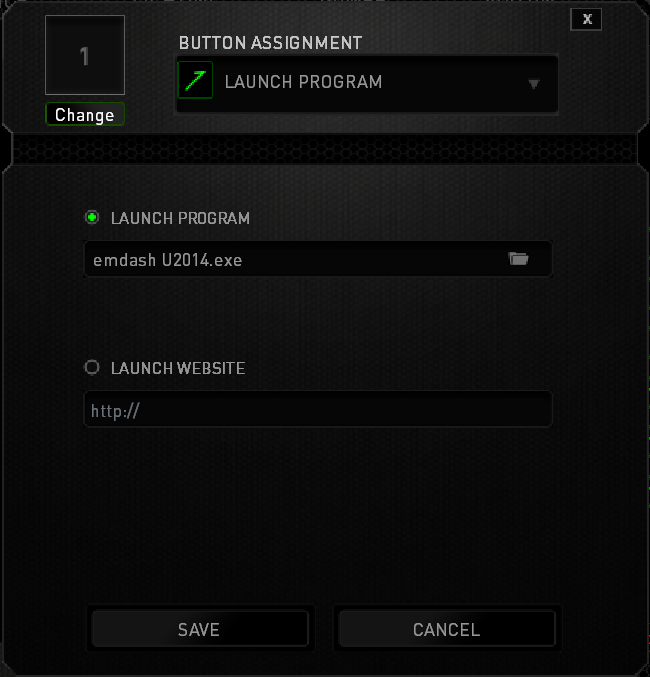 X
1
BUTTON ASSIGNMENT
LAUNCH PROGRAM
Change
LAUNCH PROGRAM
emdash U2014.exe
LAUNCH WEBSITE
http://
SAVE
CANCEL